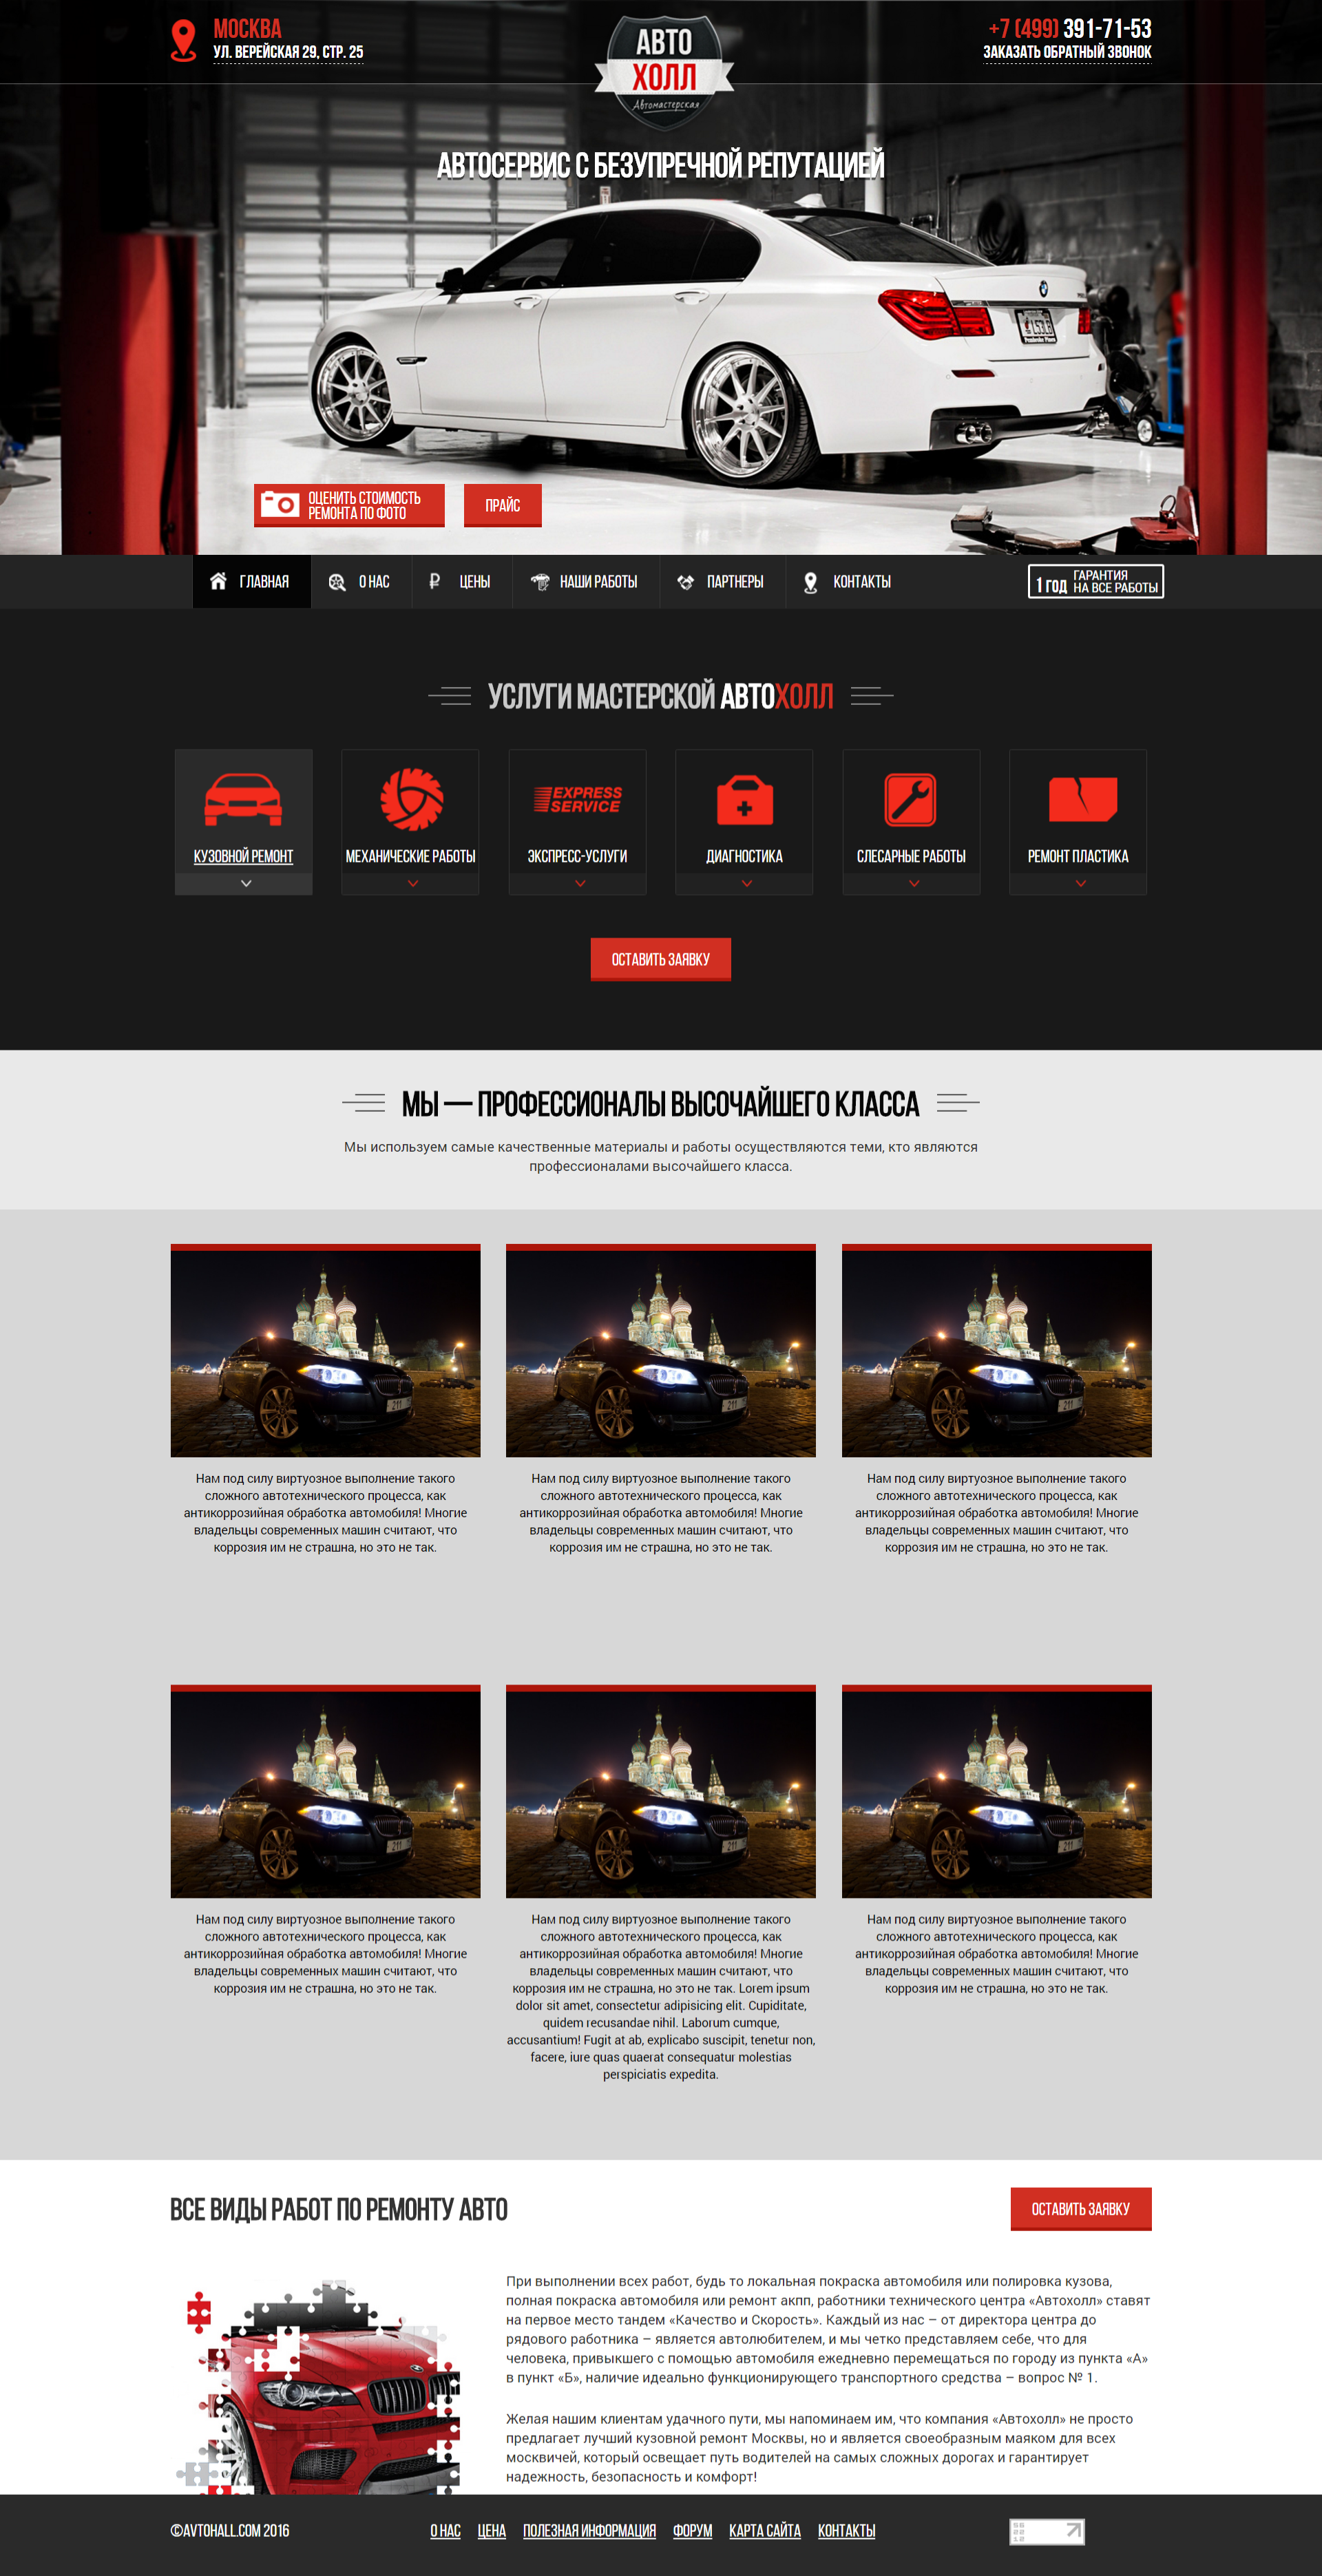 МОСКВА
УЛ. ВЕРЕЙСКАЯ 29, СТР. 25
АВТО
ХОЛЛ
Автомастерская
+7 (499) 391-71-53
ЗАКАЗАТЬ ОБРАТНЫЙ ЗВОНОК
АВТОСЕРВИС С БЕЗУПРЕЧНОЙ РЕПУТАЦИЕЙ
ОЦЕНИТЬ СТОИМОСТЬ
РЕМОНТА ПО ФОТО
ПРАЙС
ГЛАВНАЯ
О НАС
ЦЕНЫ
НАШИ РАБОТЫ
ПАРТНЕРЫ
КОНТАКТЫ
1 ГОД
ГАРАНТИЯ
НА ВСЕ РАБОТЫ
УСЛУГИ МАСТЕРСКОЙ АВТОХОЛЛ
КУЗОВНОЙ РЕМОНТ
МЕХАНИЧЕСКИЕ РАБОТЫ
EXPRESS
SERVICE
ЭКСПРЕСС-УСЛУГИ
ДИАГНОСТИКА
СЛЕСАРНЫЕ РАБОТЫ
РЕМОНТ ПЛАСТИКА
ОСТАВИТЬ ЗАЯВКУ
МЫ — ПРОФЕССИОНАЛЫ ВЫСОЧАЙШЕГО КЛАССА
Мы используем самые качественные материалы и работы осуществляются теми, кто являются
профессионалами высочайшего класса.
Нам под силу виртуозное выполнение такого
сложного автотехнического процесса, как
антикоррозийная обработка автомобиля! Многие
владельцы современных машин считают, что
коррозия им не страшна, но это не так.
Нам под силу виртуозное выполнение такого
сложного автотехнического процесса, как
антикоррозийная обработка автомобиля! Многие
владельцы современных машин считают, что
коррозия им не страшна, но это не так.
Нам под силу виртуозное выполнение такого
сложного автотехнического процесса, как
антикоррозийная обработка автомобиля! Многие
владельцы современных машин считают, что
коррозия им не страшна, но это не так.
Нам под силу виртуозное выполнение такого
сложного автотехнического процесса, как
антикоррозийная обработка автомобиля! Многие
владельцы современных машин считают, что
коррозия им не страшна, но это не так.
Нам под силу виртуозное выполнение такого
сложного автотехнического процесса, как
антикоррозийная обработка автомобиля! Многие
владельцы современных машин считают, что
коррозия им не страшна, но это не так. Lorem ipsum
dolor sit amet, consectetur adipisicing elit. Cupiditate,
quidem recusandae nihil. Laborum cumque,
accusantium! Fugit at ab, explicabo suscipit, tenetur non,
facere, iure quas quaerat consequatur molestias
perspiciatis expedita.
Нам под силу виртуозное выполнение такого
сложного автотехнического процесса, как
антикоррозийная обработка автомобиля! Многие
владельцы современных машин считают, что
коррозия им не страшна, но это не так.
ВСЕ ВИДЫ РАБОТ ПО РЕМОНТУ АВТО
ОСТАВИТЬ ЗАЯВКУ
При выполнении всех работ, будь то локальная покраска автомобиля или полировка кузова,
полная покраска автомобиля или ремонт акпп, работники технического центра «Автохолл» ставят
на первое место тандем «Качество и Скорость». Каждый из нас – от директора центра до
рядового работника – является автолюбителем, и мы четко представляем себе, что для
человека, привыкшего с помощью автомобиля ежедневно перемещаться по городу из пункта «А»
в пункт «Б», наличие идеально функционирующего транспортного средства – вопрос № 1.
Желая нашим клиентам удачного пути, мы напоминаем им, что компания «Автохолл» не просто
предлагает лучший кузовной ремонт Москвы, но и является своеобразным маяком для всех
москвичей, который освещает путь водителей на самых сложных дорогах и гарантирует
надежность, безопасность и комфорт!
©AVTOHALL.COM 2016
О НАС
ЦЕНА
ПОЛЕЗНАЯ ИНФОРМАЦИЯ
ФОРУМ
КАРТА САЙТА
КОНТАКТЫ